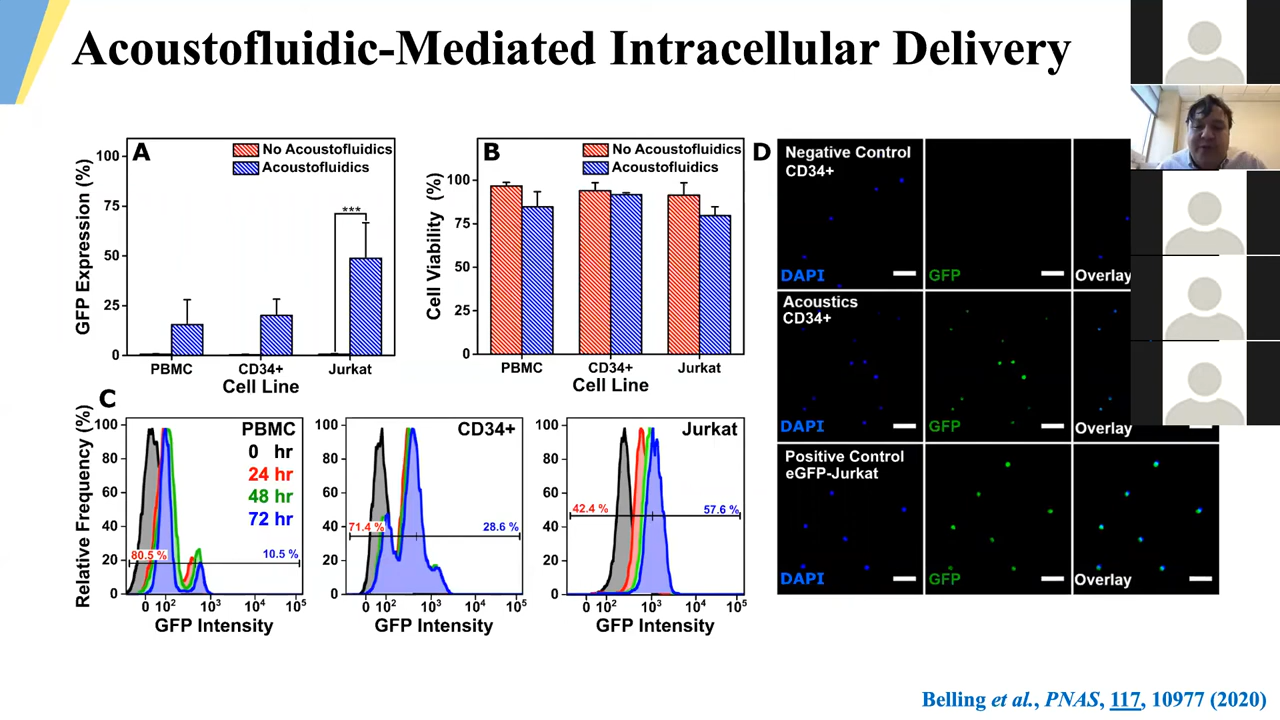 Acoustofluidic-Mediated Intracellular Delivery
A
No Acoustofluidics
Acoustofluidics
GFP Expression (%)
100
75
50
25
0
***
PBMC
CD34+
Jurkat
Cell Line
B
No Acoustofluidics
Acoustofluidics
Cell Viability (%)
100
75
50
25
0
PBMC
CD34+
Jurkat
Cell Line
C
Relative Frequency (%)
100
80
60
40
20
0
PBMC
0 hr
24 hr
48 hr
72 hr
80.5 %
10.5 %
0 10² 10³ 10⁴ 10⁵
GFP Intensity
100
80
60
40
20
0
CD34+
71.4 %
28.6 %
0 10² 10³ 10⁴ 10⁵
GFP Intensity
100
80
60
40
20
0
Jurkat
42.4 %
57.6 %
0 10² 10³ 10⁴ 10⁵
GFP Intensity
D
Negative Control
CD34+
DAPI
GFP
Overlay
Acoustics
CD34+
DAPI
GFP
Overlay
Positive Control
eGFP-Jurkat
DAPI
GFP
Overlay
Belling et al., PNAS, 117, 10977 (2020)